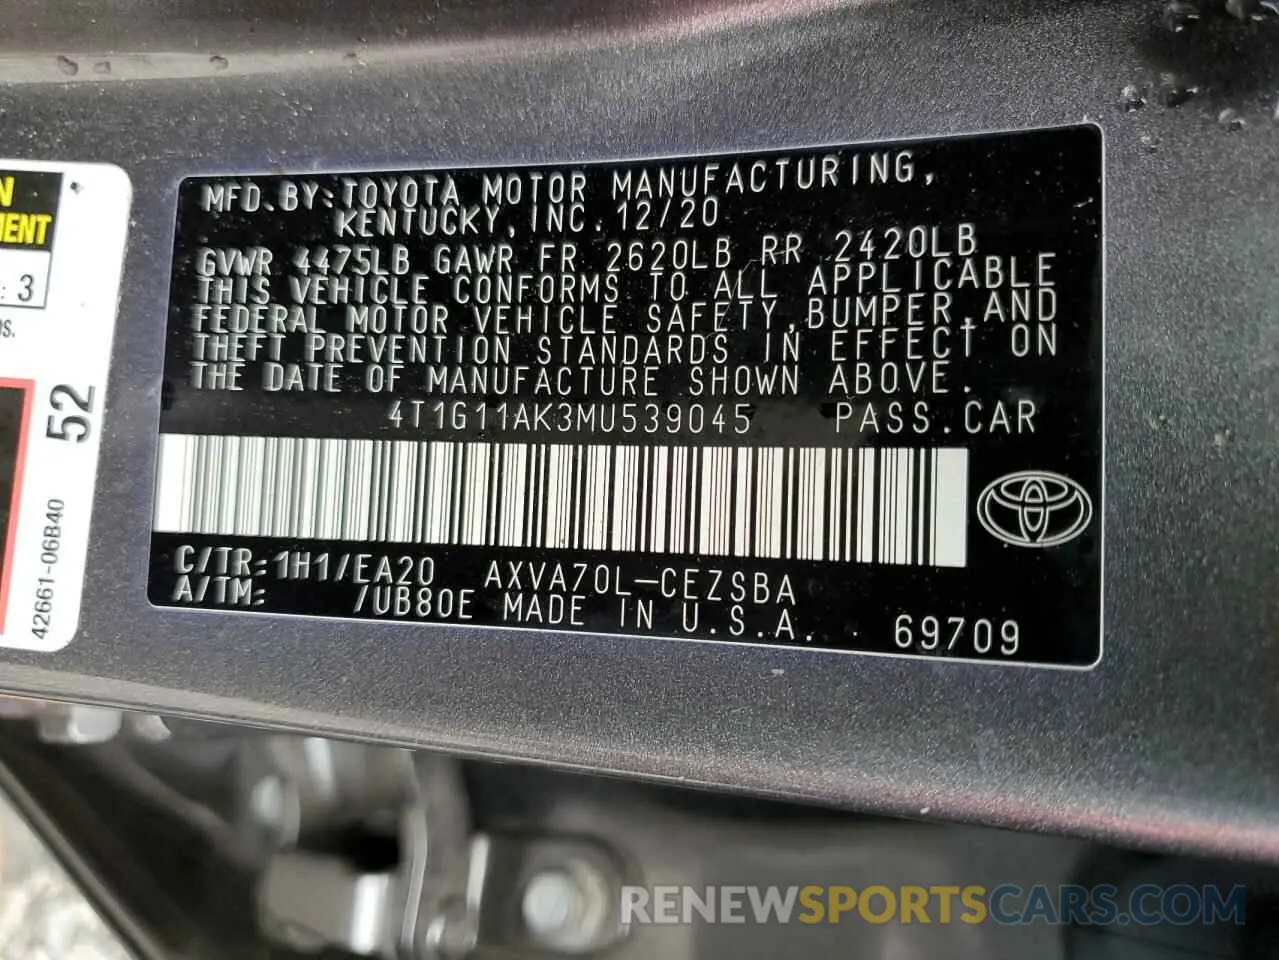 MFD. BY: TOYOTA MOTOR MANUFACTURING,
KENTUCKY, INC. 12/20
GVWR 4475LB GAWR FR 2620LB RR 2420LB
THIS VEHICLE CONFORMS TO ALL APPLICABLE
FEDERAL MOTOR VEHICLE SAFETY, BUMPER, AND
THEFT PREVENTION STANDARDS IN EFFECT ON
THE DATE OF MANUFACTURE SHOWN ABOVE.
4T1G11AK3MU539045 PASS. CAR
C/TR: 1H1/EA20 AXVA70L-CEZSBA
A/TM: /UB80E MADE IN U.S.A.
69709
3
52
42661-06B40
RENEWSPORTSCARS.COM